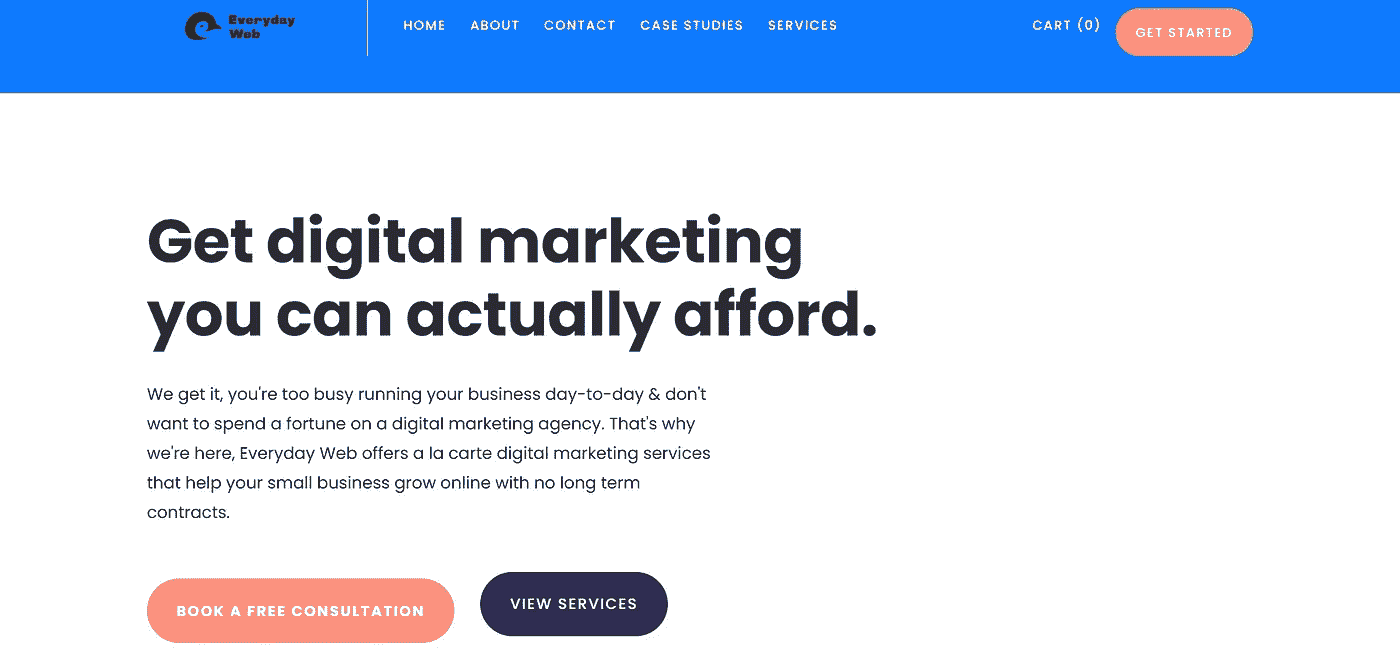 Everyday
Web
HOME ABOUT CONTACT CASE STUDIES SERVICES CART (0) GET STARTED
Get digital marketing
you can actually afford.
We get it, you're too busy running your business day-to-day & don't
want to spend a fortune on a digital marketing agency. That's why
we're here, Everyday Web offers a la carte digital marketing services
that help your small business grow online with no long term
contracts.
BOOK A FREE CONSULTATION VIEW SERVICES